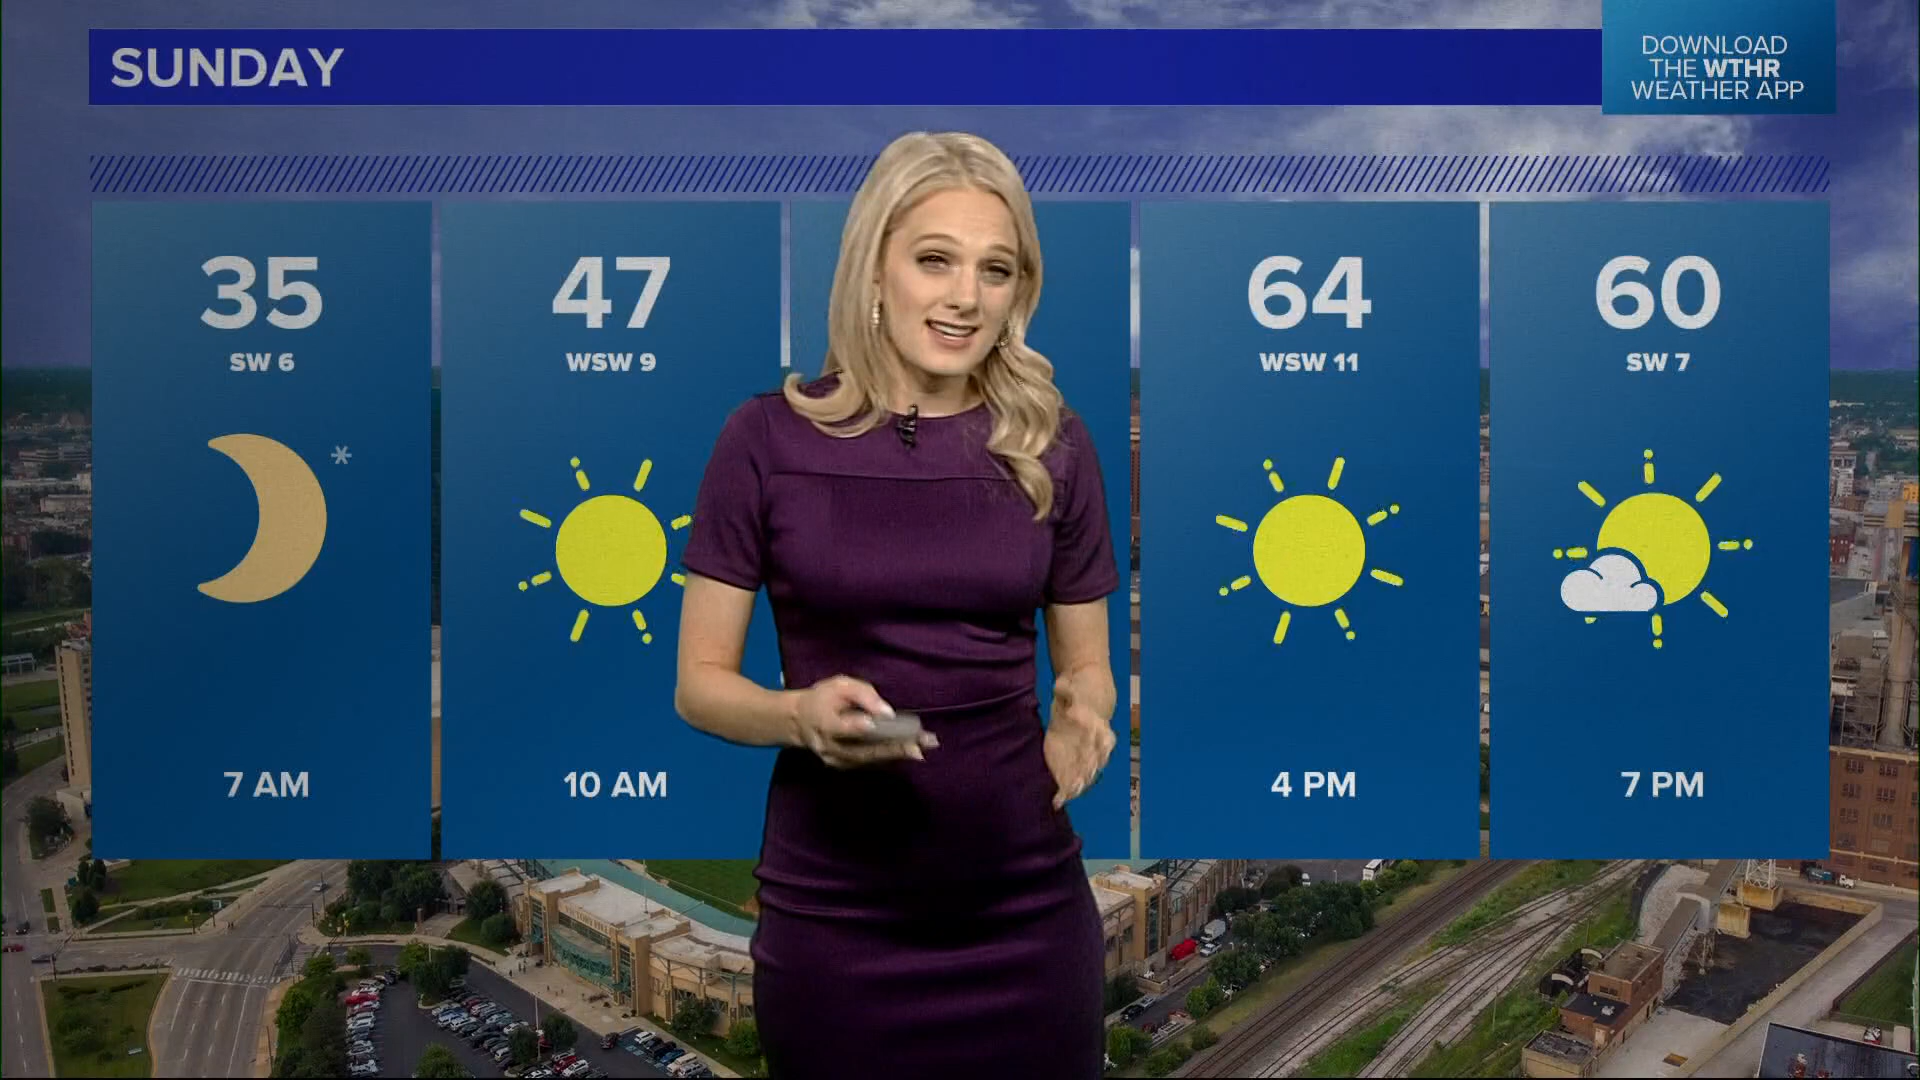 SUNDAY
DOWNLOAD
THE WTHR
WEATHER APP
35
SW 6
7 AM
47
WSW 9
10 AM
64
WSW 11
4 PM
60
SW 7
7 PM